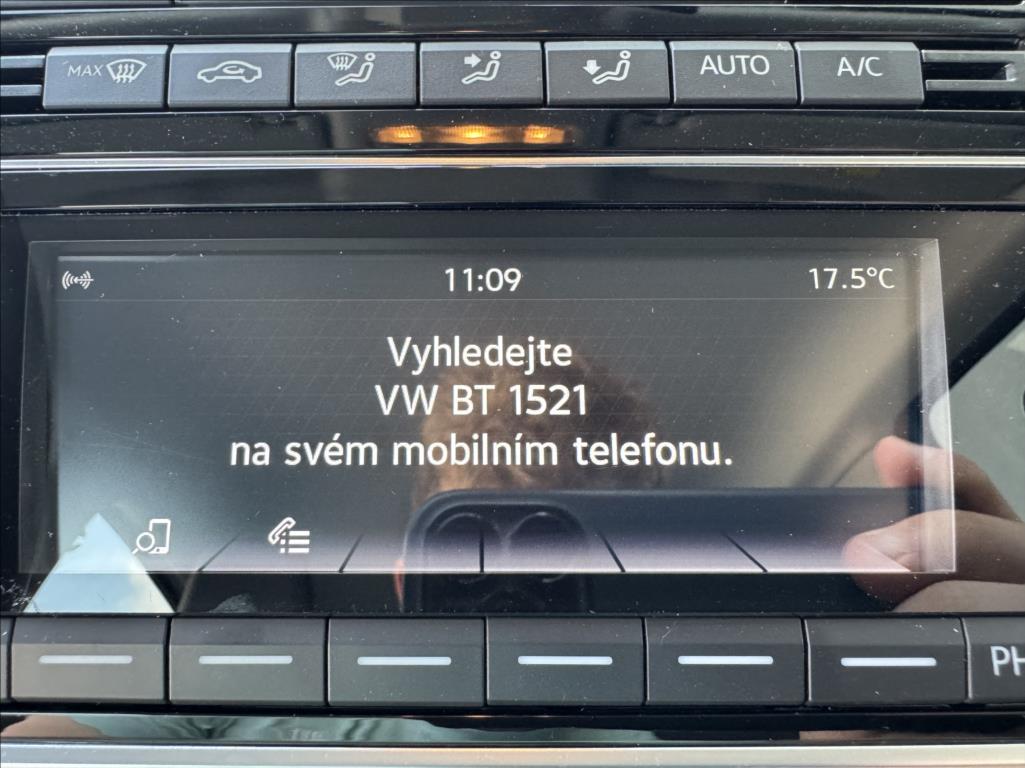 MAX
AUTO
A/C
11:09
17.5°C
Vyhledejte
VW BT 1521
na svém mobilním telefonu.
PH